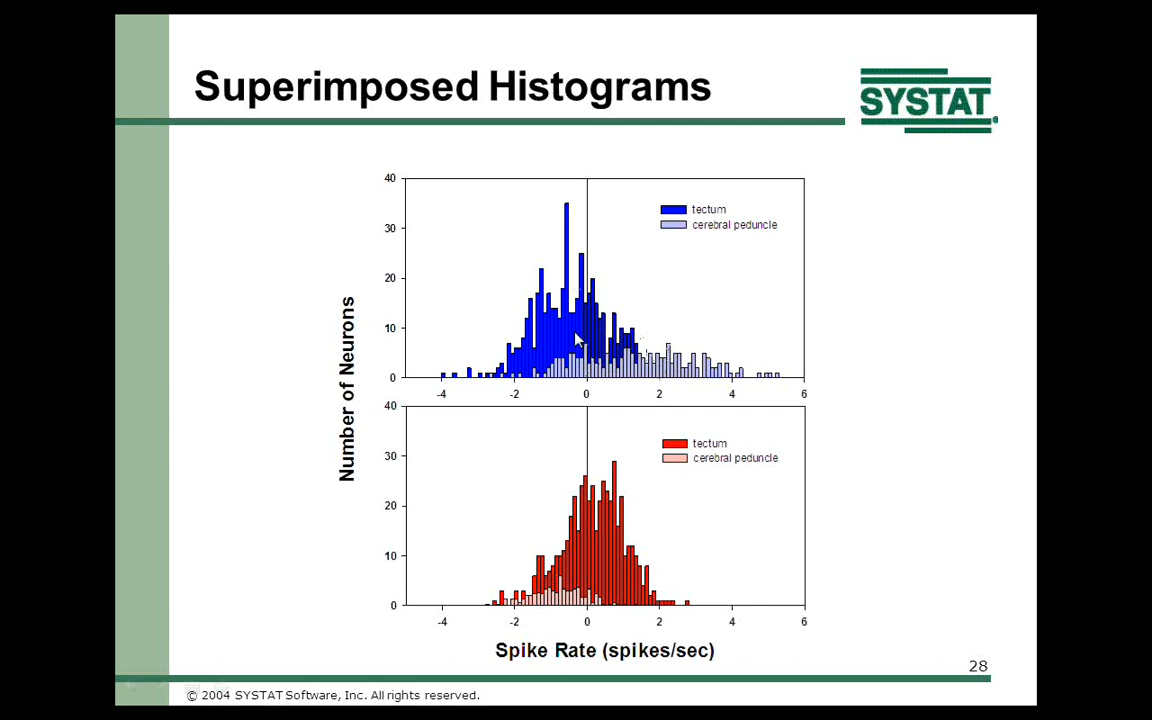 Superimposed Histograms
SYSTAT®
40
30
20
10
0
tectum
cerebral peduncle
-4 -2 0 2 4 6
Number of Neurons
40
30
20
10
0
tectum
cerebral peduncle
-4 -2 0 2 4 6
Spike Rate (spikes/sec)
28
© 2004 SYSTAT Software, Inc. All rights reserved.